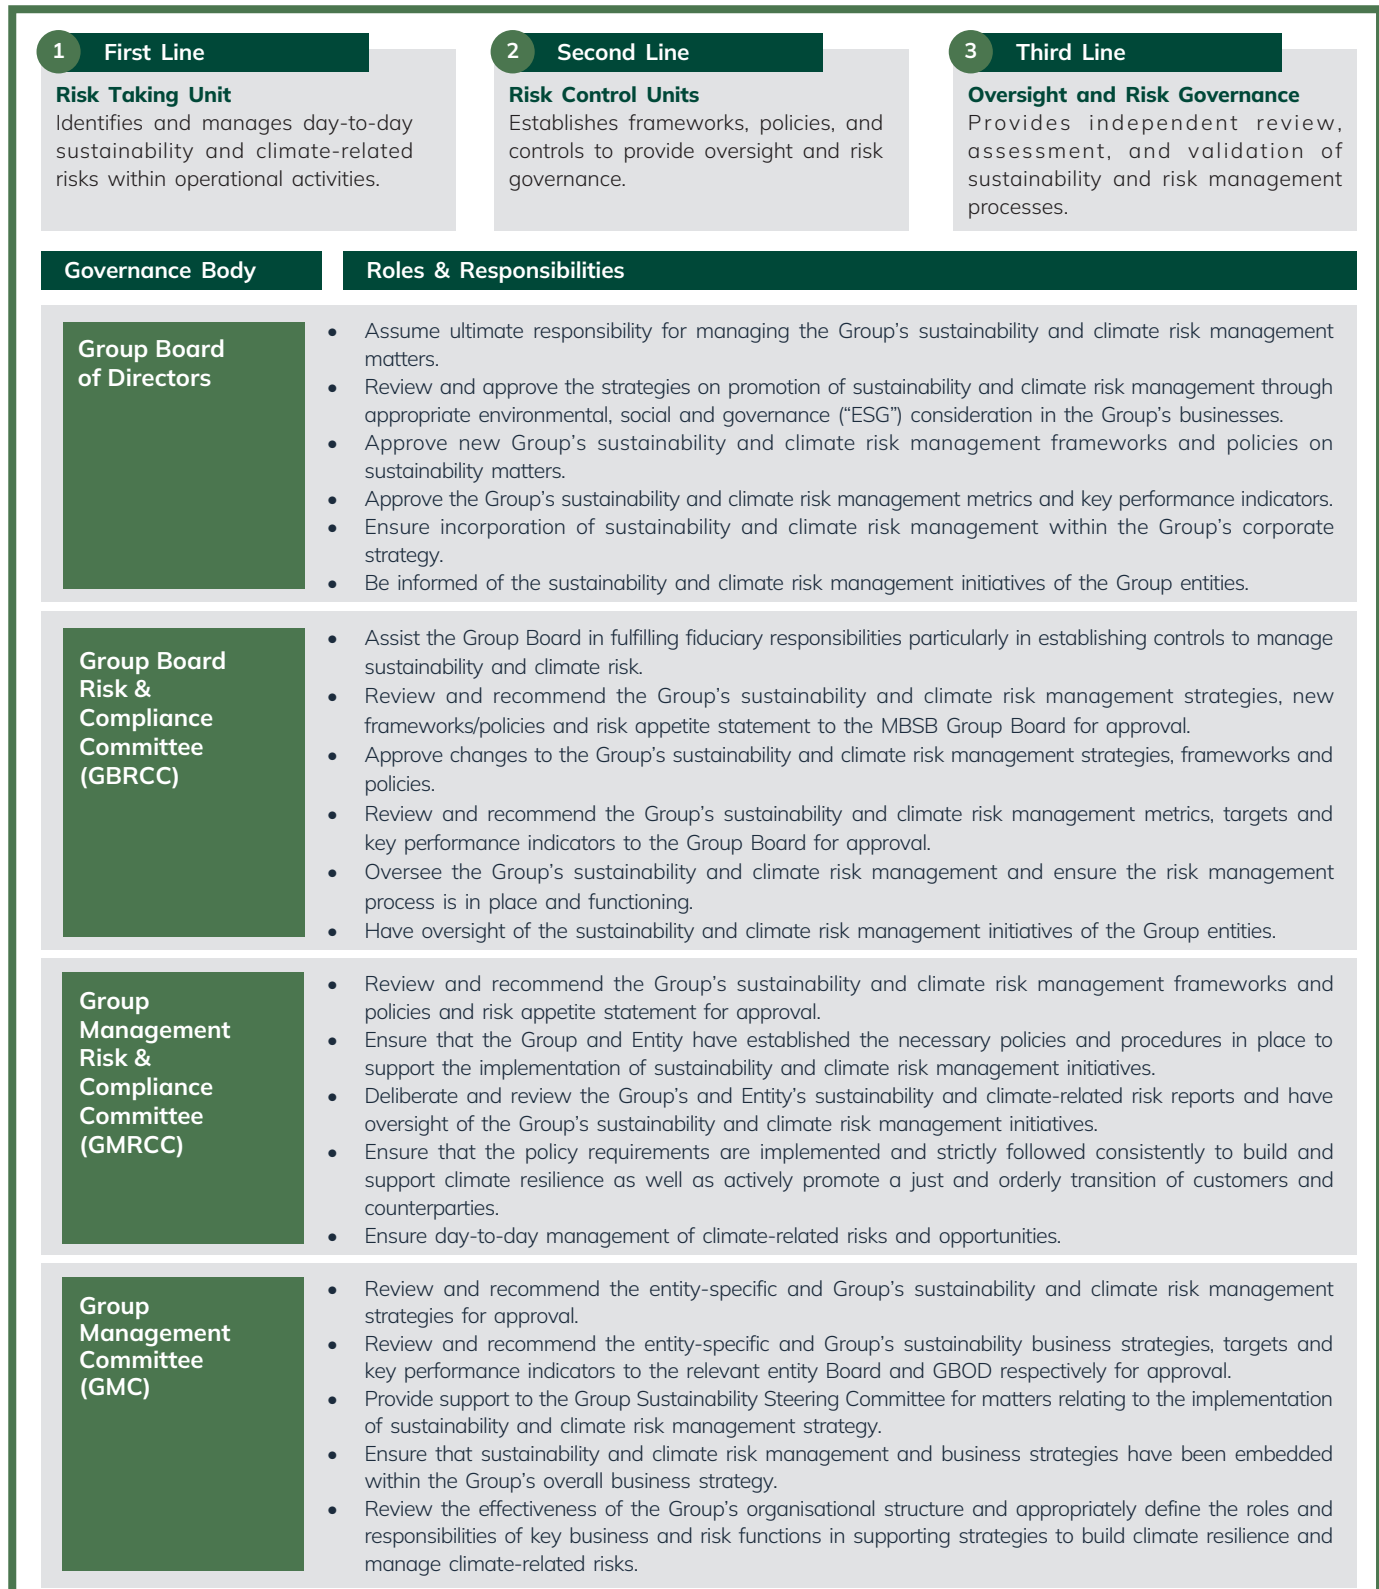 1 First Line
Risk Taking Unit
Identifies and manages day-to-day
sustainability and climate-related
risks within operational activities.
2 Second Line
Risk Control Units
Establishes frameworks, policies, and
controls to provide oversight and risk
governance.
3 Third Line
Oversight and Risk Governance
Provides independent review,
assessment, and validation of
sustainability and risk management
processes.
Governance Body
Roles & Responsibilities
Group Board
of Directors
• Assume ultimate responsibility for managing the Group’s sustainability and climate risk management
matters.
• Review and approve the strategies on promotion of sustainability and climate risk management through
appropriate environmental, social and governance (“ESG”) consideration in the Group’s businesses.
• Approve new Group’s sustainability and climate risk management frameworks and policies on
sustainability matters.
• Approve the Group’s sustainability and climate risk management metrics and key performance indicators.
• Ensure incorporation of sustainability and climate risk management within the Group’s corporate
strategy.
• Be informed of the sustainability and climate risk management initiatives of the Group entities.
Group Board
Risk &
Compliance
Committee
(GBRCC)
• Assist the Group Board in fulfilling fiduciary responsibilities particularly in establishing controls to manage
sustainability and climate risk.
• Review and recommend the Group’s sustainability and climate risk management strategies, new
frameworks/policies and risk appetite statement to the MBSB Group Board for approval.
• Approve changes to the Group’s sustainability and climate risk management strategies, frameworks and
policies.
• Review and recommend the Group’s sustainability and climate risk management metrics, targets and
key performance indicators to the Group Board for approval.
• Oversee the Group’s sustainability and climate risk management and ensure the risk management
process is in place and functioning.
• Have oversight of the sustainability and climate risk management initiatives of the Group entities.
Group
Management
Risk &
Compliance
Committee
(GMRCC)
• Review and recommend the Group’s sustainability and climate risk management frameworks and
policies and risk appetite statement for approval.
• Ensure that the Group and Entity have established the necessary policies and procedures in place to
support the implementation of sustainability and climate risk management initiatives.
• Deliberate and review the Group’s and Entity’s sustainability and climate-related risk reports and have
oversight of the Group’s sustainability and climate risk management initiatives.
• Ensure that the policy requirements are implemented and strictly followed consistently to build and
support climate resilience as well as actively promote a just and orderly transition of customers and
counterparties.
• Ensure day-to-day management of climate-related risks and opportunities.
Group
Management
Committee
(GMC)
• Review and recommend the entity-specific and Group’s sustainability and climate risk management
strategies for approval.
• Review and recommend the entity-specific and Group’s sustainability business strategies, targets and
key performance indicators to the relevant entity Board and GBOD respectively for approval.
• Provide support to the Group Sustainability Steering Committee for matters relating to the implementation
of sustainability and climate risk management strategy.
• Ensure that sustainability and climate risk management and business strategies have been embedded
within the Group’s overall business strategy.
• Review the effectiveness of the Group’s organisational structure and appropriately define the roles and
responsibilities of key business and risk functions in supporting strategies to build climate resilience and
manage climate-related risks.